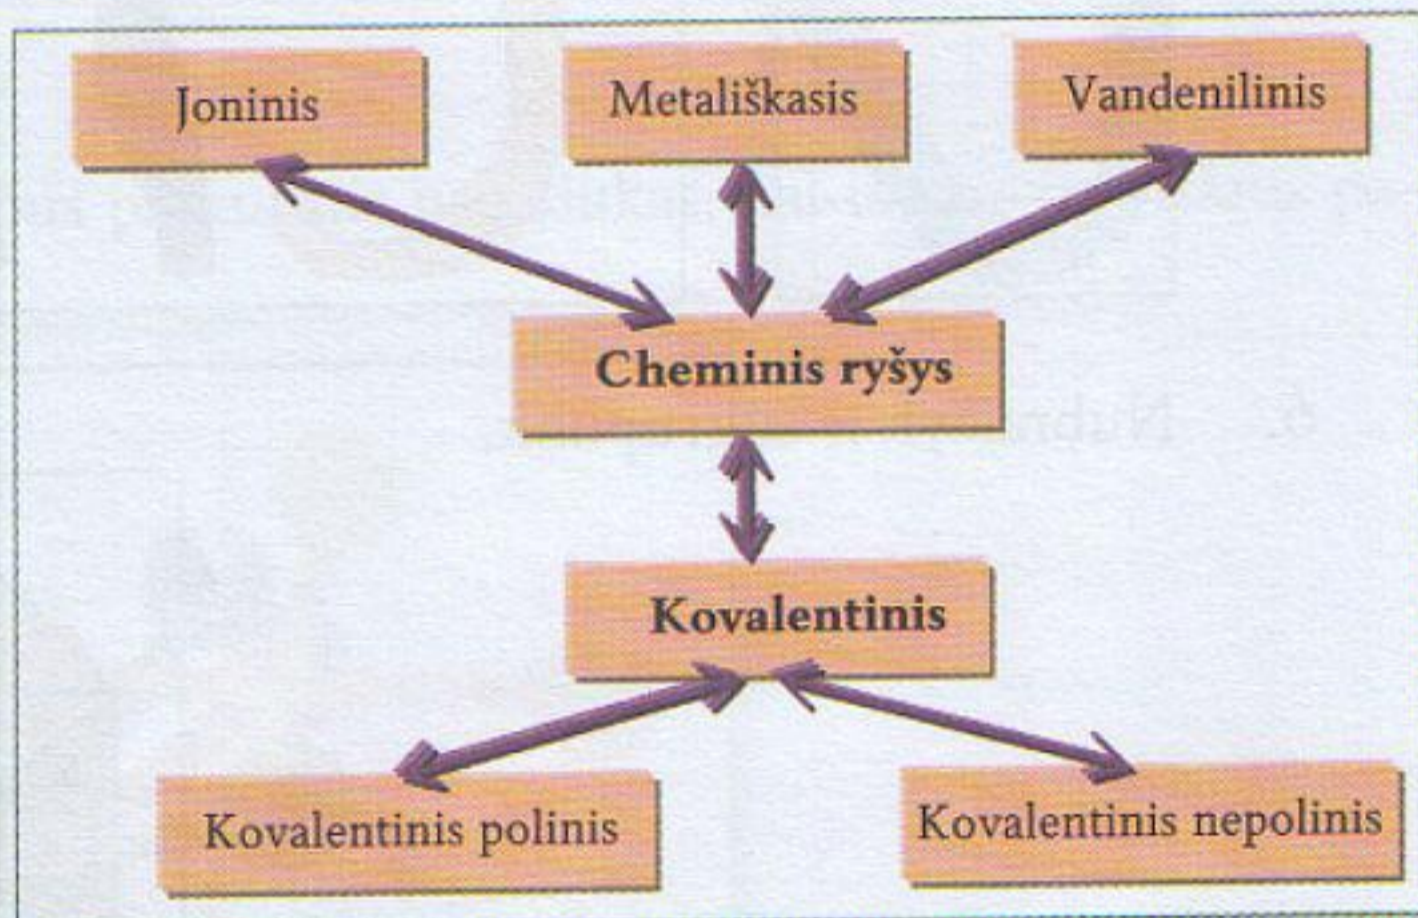 Joninis
Metališkasis
Vandenilinis
Cheminis ryšys
Kovalentinis
Kovalentinis polinis
Kovalentinis nepolinis